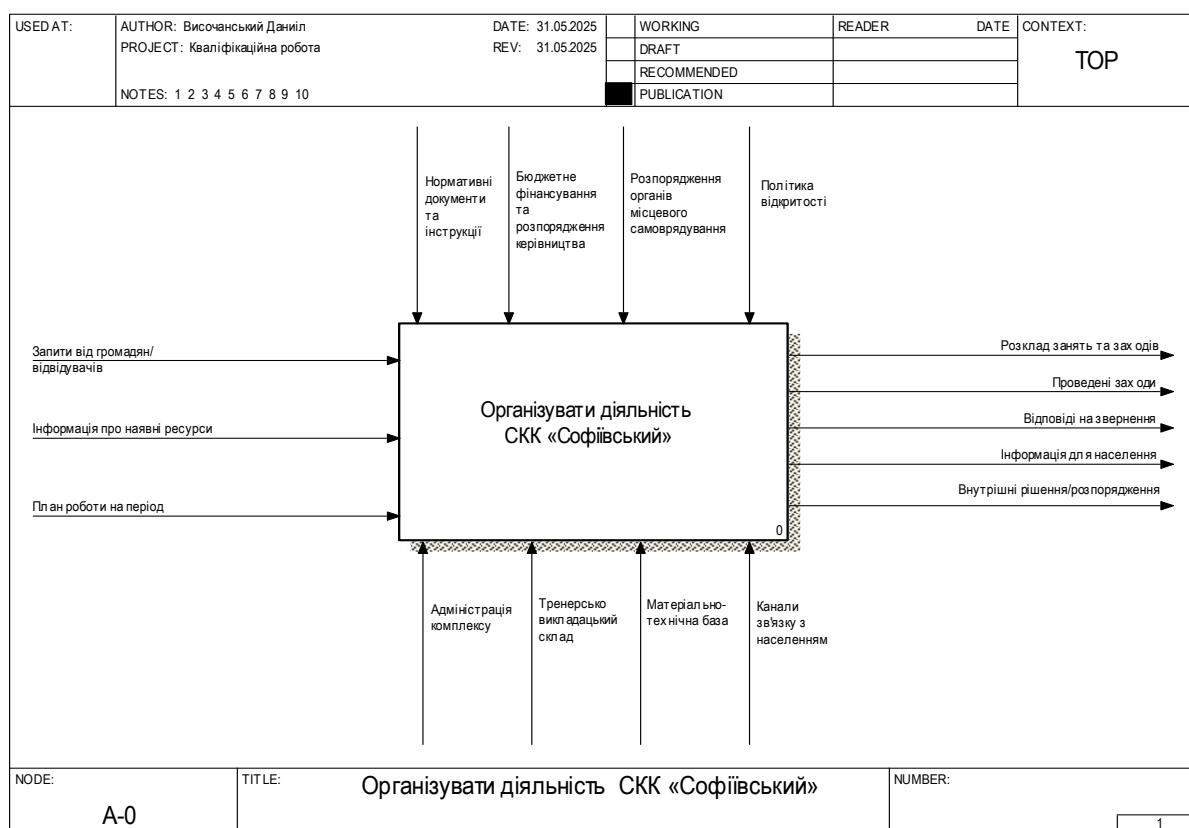 USED AT:
AUTHOR: Височанський Даниїл
DATE: 31.05.2025
PROJECT: Кваліфікаційна робота
REV: 31.05.2025
NOTES: 1 2 3 4 5 6 7 8 9 10
WORKING
DRAFT
RECOMMENDED
PUBLICATION
READER
DATE
CONTEXT:
TOP
Нормативні
документи
та
інструкції
Бюджетне
фінансування
та
розпорядження
керівництва
Розпорядження
органів
місцевого
самоврядування
Політика
відкритості
Запити від громадян/
відвідувачів
Інформація про наявні ресурси
План роботи на період
Організувати діяльність
СКК «Софіївський»
0
Розклад занять та заходів
Проведені заходи
Відповіді на звернення
Інформація для населення
Внутрішні рішення/розпорядження
Адміністрація
комплексу
Тренерсько
викладацький
склад
Матеріально-
технічна база
Канали
зв'язку з
населенням
NODE:
A-0
TITLE:
Організувати діяльність СКК «Софіївський»
NUMBER:
1